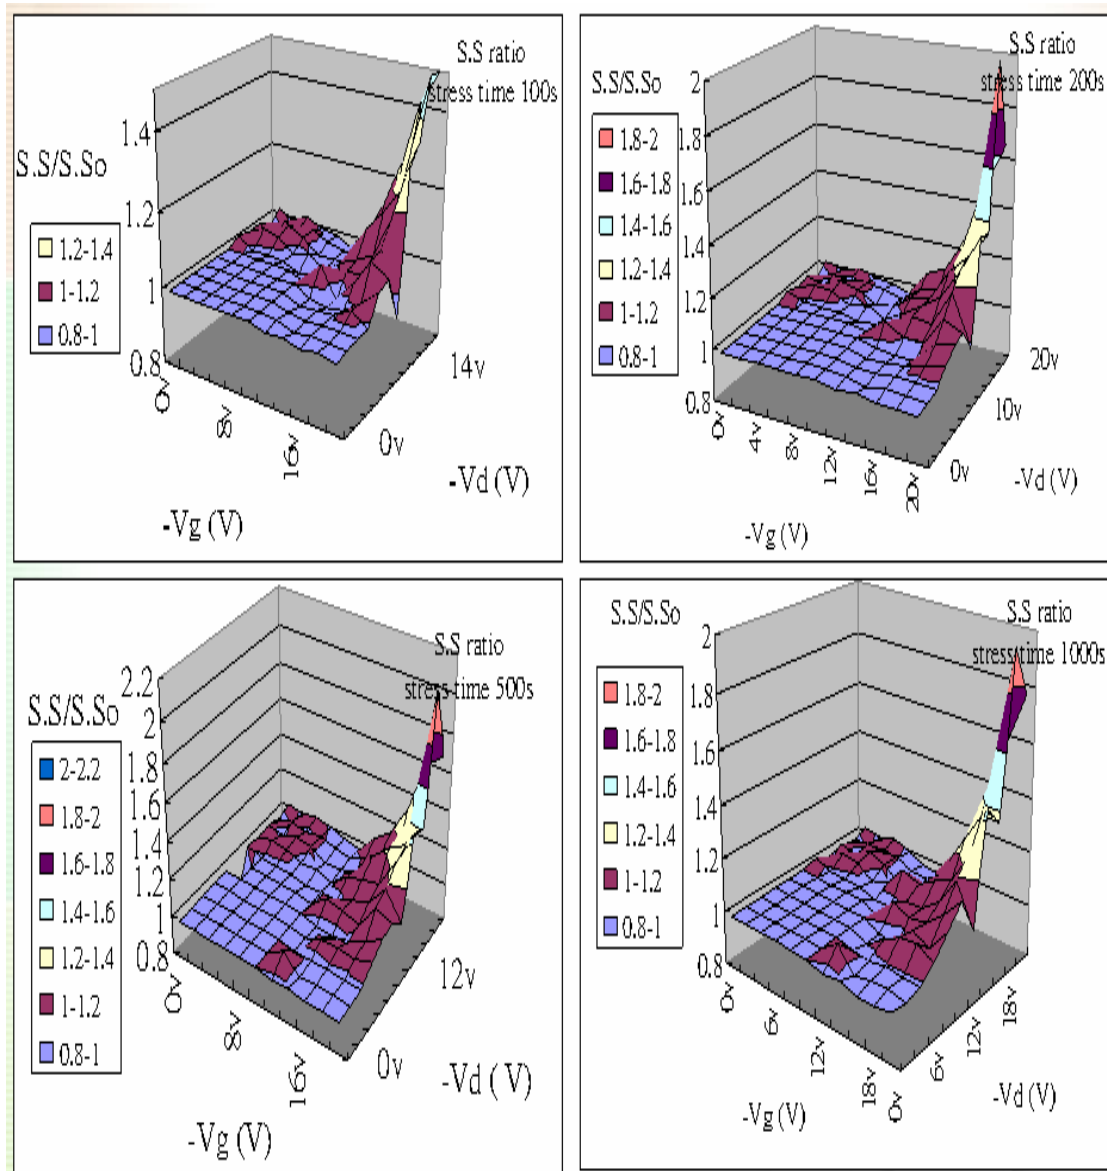 S.S ratio
stress time 100s
S.S/S.So
1.2-1.4
1-1.2
0.8-1
1.4
1.2
1
0.8
0v
8v
16v
0v
14v
-Vg (V)
-Vd (V)
S.S ratio
stress time 200s
S.S/S.So
1.8-2
1.6-1.8
1.4-1.6
1.2-1.4
1-1.2
0.8-1
2
1.8
1.6
1.4
1.2
1
0.8
0v
4v
8v
12v
16v
20v
0v
10v
20v
-Vg (V)
-Vd (V)
S.S ratio
stress time 500s
S.S/S.So
2-2.2
1.8-2
1.6-1.8
1.4-1.6
1.2-1.4
1-1.2
0.8-1
2.2
2
1.8
1.6
1.4
1.2
1
0.8
0v
8v
16v
0v
12v
-Vg (V)
-Vd ( V)
S.S ratio
stress time 1000s
S.S/S.So
1.8-2
1.6-1.8
1.4-1.6
1.2-1.4
1-1.2
0.8-1
2
1.8
1.6
1.4
1.2
1
0.8
0v
6v
12v
18v
0v
6v
12v
18v
-Vg (V)
-Vd (V)